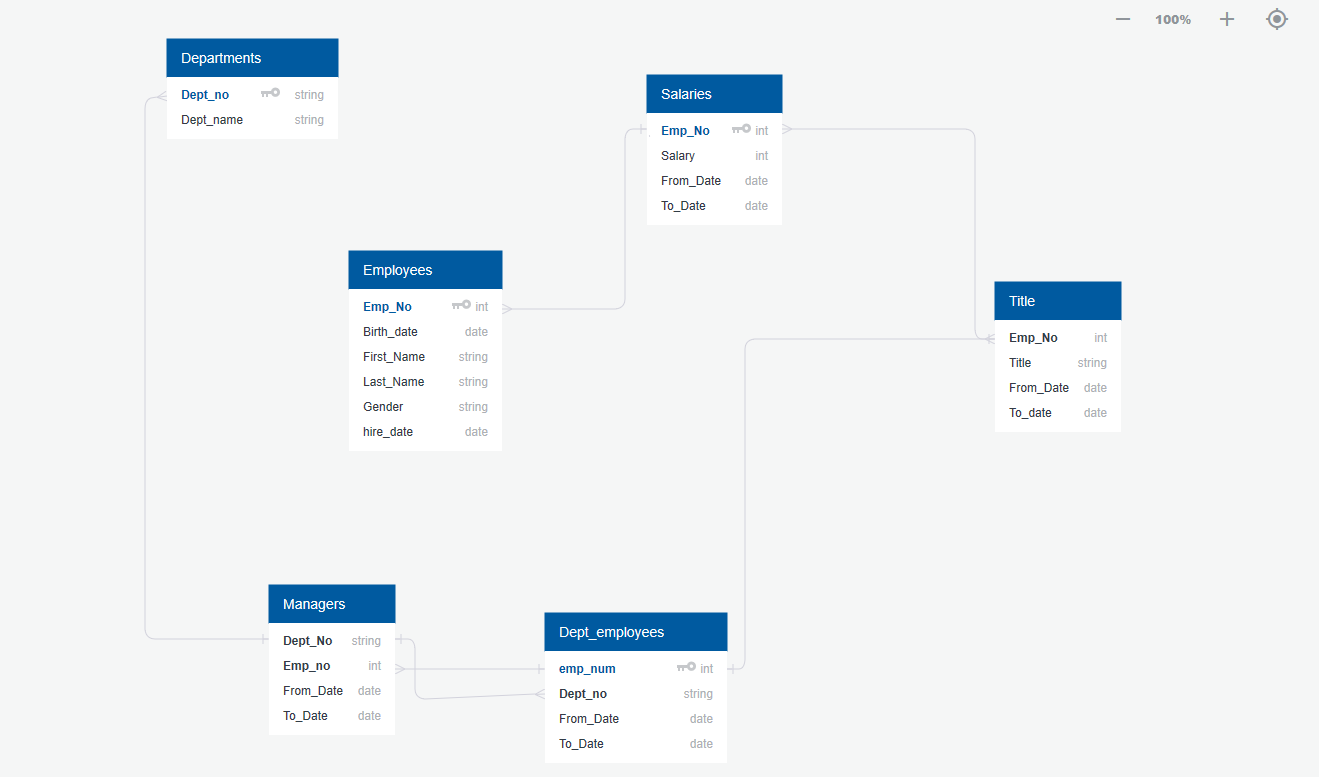 100%
Departments
Dept_no string
Dept_name string
Salaries
Emp_No int
Salary int
From_Date date
To_Date date
Employees
Emp_No int
Birth_date date
First_Name string
Last_Name string
Gender string
hire_date date
Title
Emp_No int
Title string
From_Date date
To_date date
Managers
Dept_No string
Emp_no int
From_Date date
To_Date date
Dept_employees
emp_num int
Dept_no string
From_Date date
To_Date date